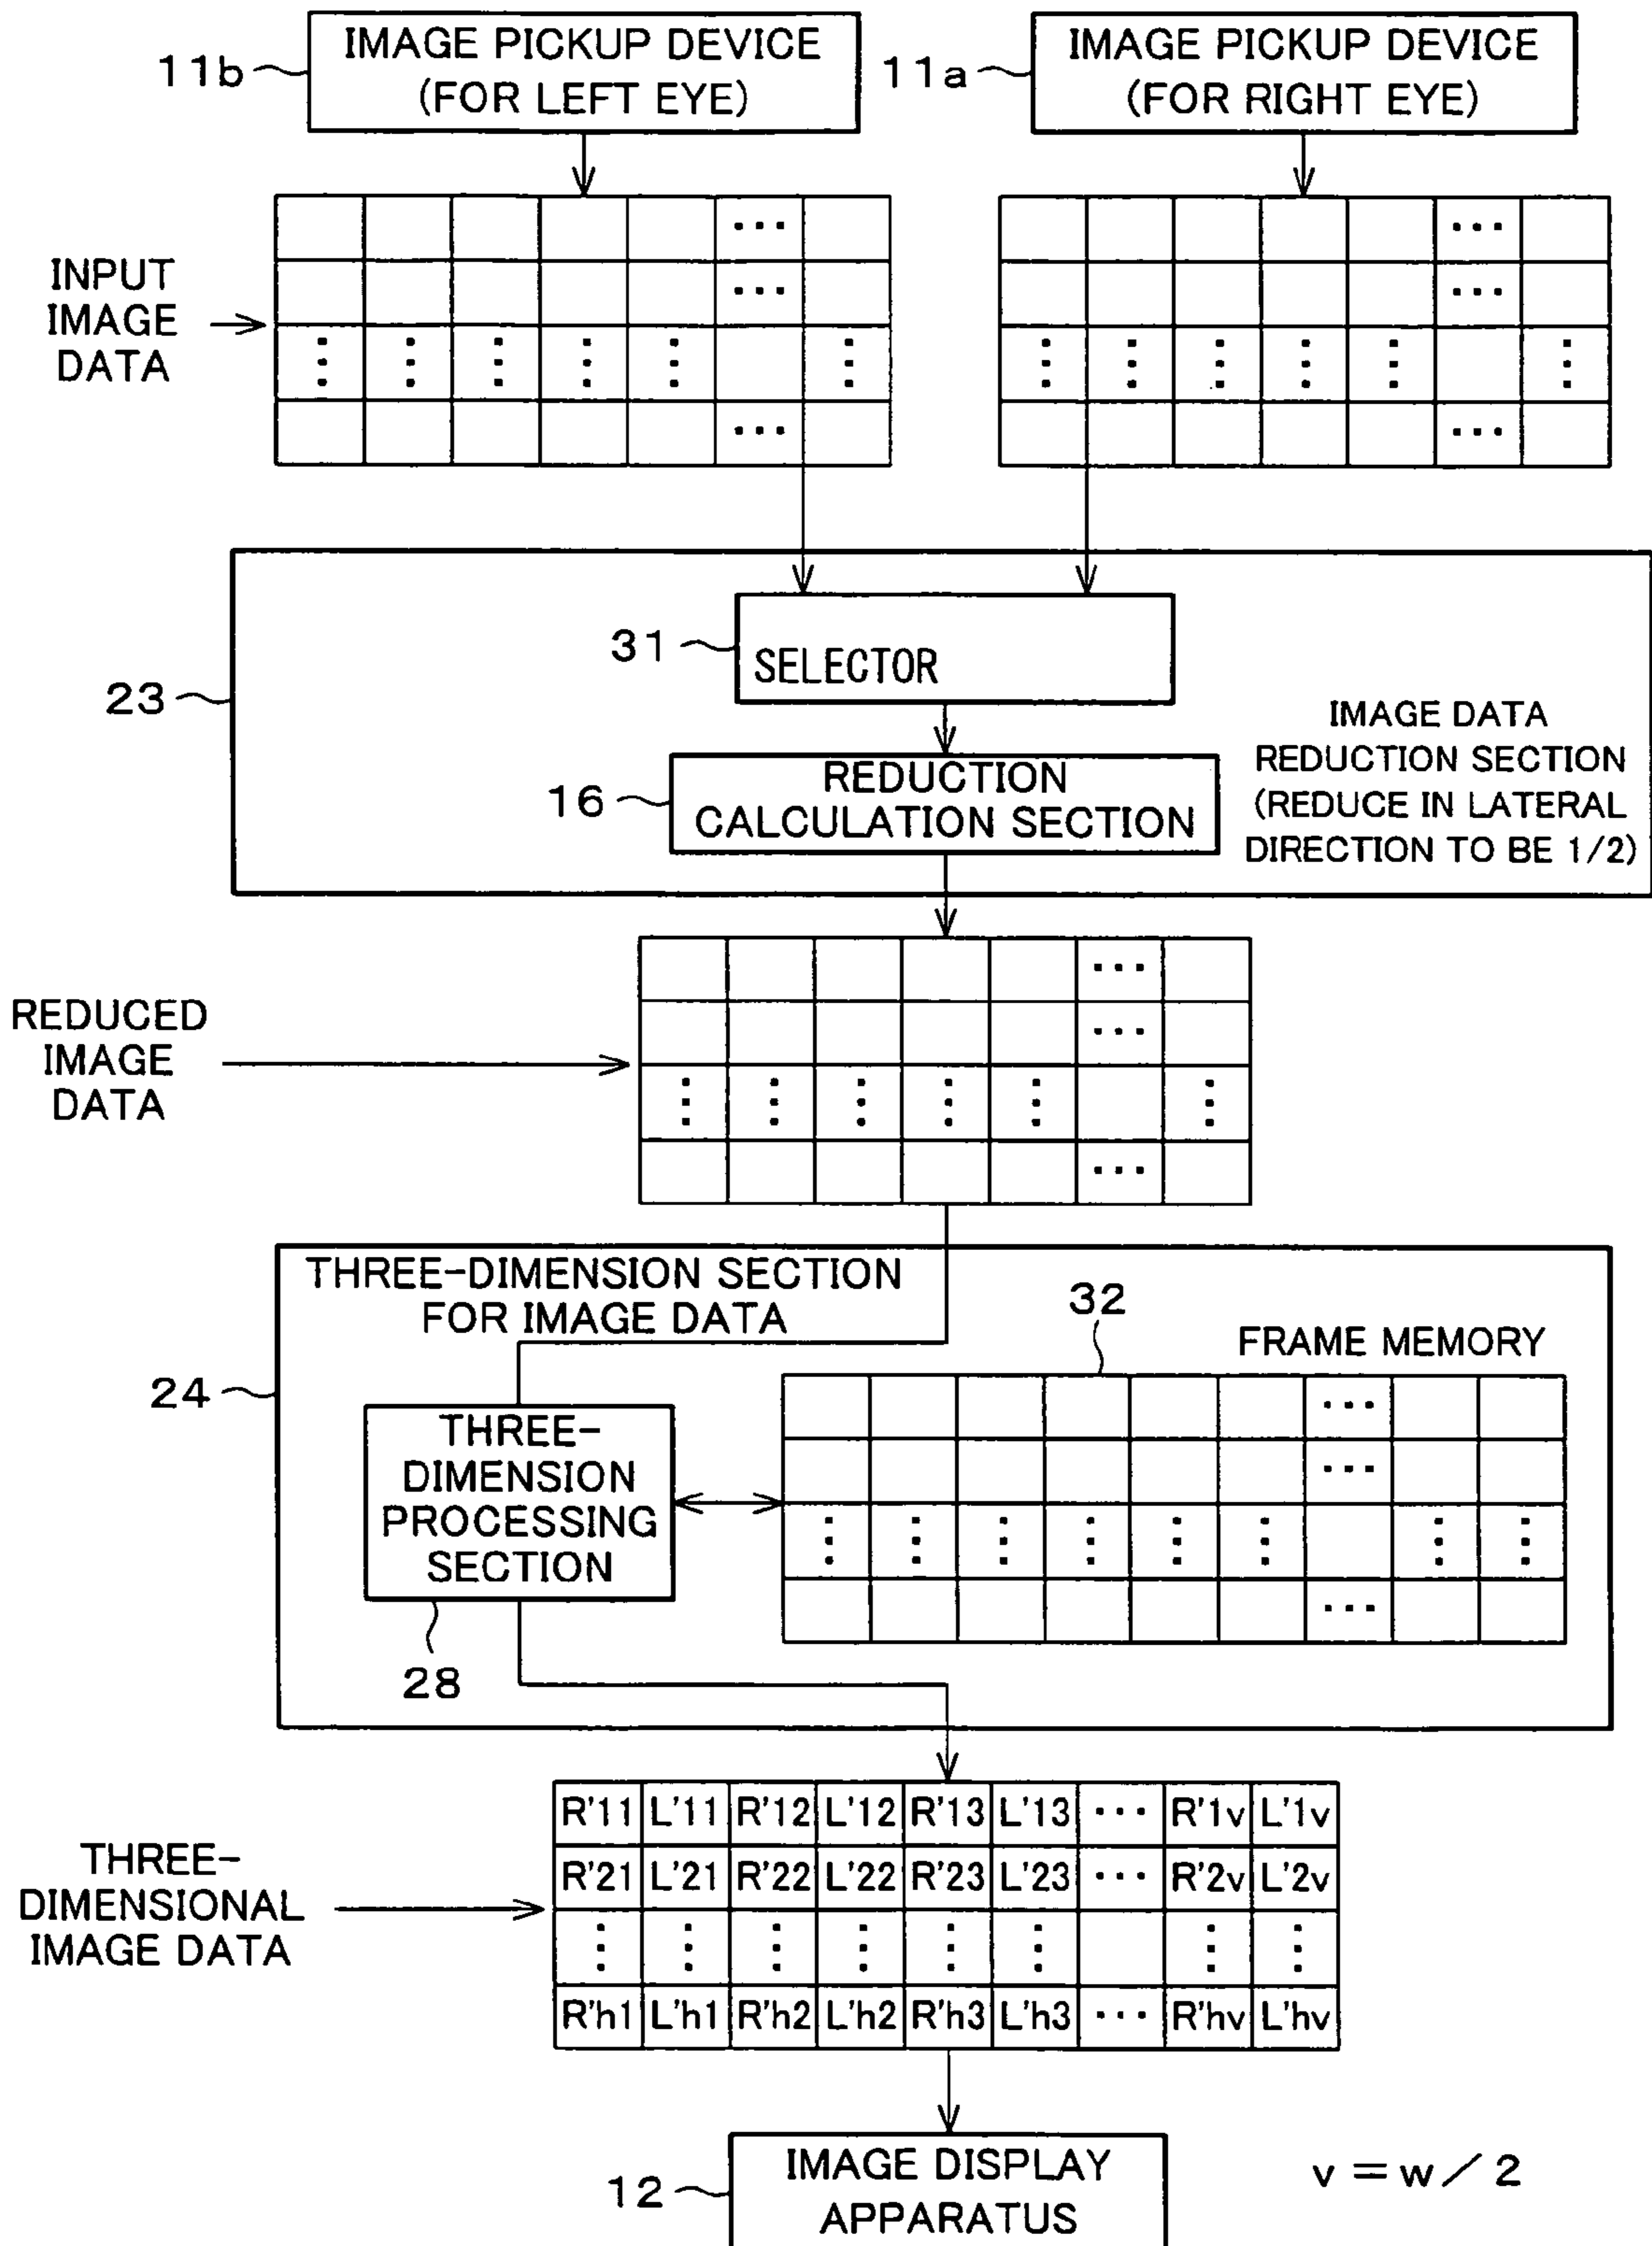 IMAGE PICKUP DEVICE
(FOR LEFT EYE)
11b
IMAGE PICKUP DEVICE
(FOR RIGHT EYE)
11a
...
...
...
...
INPUT
IMAGE
DATA
...
...
31
SELECTOR
23
16
REDUCTION
CALCULATION SECTION
IMAGE DATA
REDUCTION SECTION
(REDUCE IN LATERAL
DIRECTION TO BE 1/2)
...
...
REDUCED
IMAGE
DATA
...
THREE-DIMENSION SECTION
FOR IMAGE DATA
32
FRAME MEMORY
24
THREE-
DIMENSION
PROCESSING
SECTION
28
...
...
...
R'11 L'11 R'12 L'12 R'13 L'13 ... R'1v L'1v
R'21 L'21 R'22 L'22 R'23 L'23 ... R'2v L'2v
R'h1 L'h1 R'h2 L'h2 R'h3 L'h3 ... R'hv L'hv
THREE-
DIMENSIONAL
IMAGE DATA
12
IMAGE DISPLAY
APPARATUS
v = w / 2